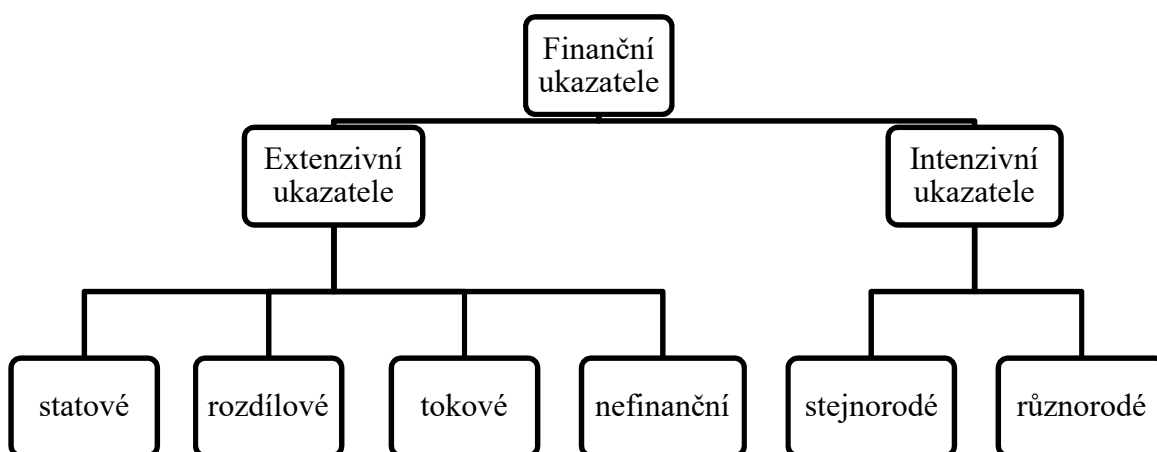 Finanční
ukazatele
Extenzivní
ukazatele
Intenzivní
ukazatele
statové
rozdílové
tokové
nefinanční
stejnorodé
různorodé